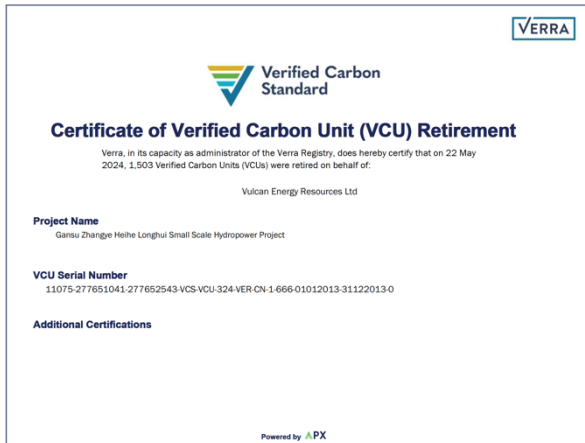 VERRA
Verified Carbon
Standard
Certificate of Verified Carbon Unit (VCU) Retirement
Verra, in its capacity as administrator of the Verra Registry, does hereby certify that on 22 May
2024, 1,503 Verified Carbon Units (VCUs) were retired on behalf of:
Vulcan Energy Resources Ltd
Project Name
Gansu Zhangye Heihe Longhui Small Scale Hydropower Project
VCU Serial Number
11075-277651041-277652543-VCS-VCU-324-VER-CN-1-666-01012013-31122013-0
Additional Certifications
Powered by APX